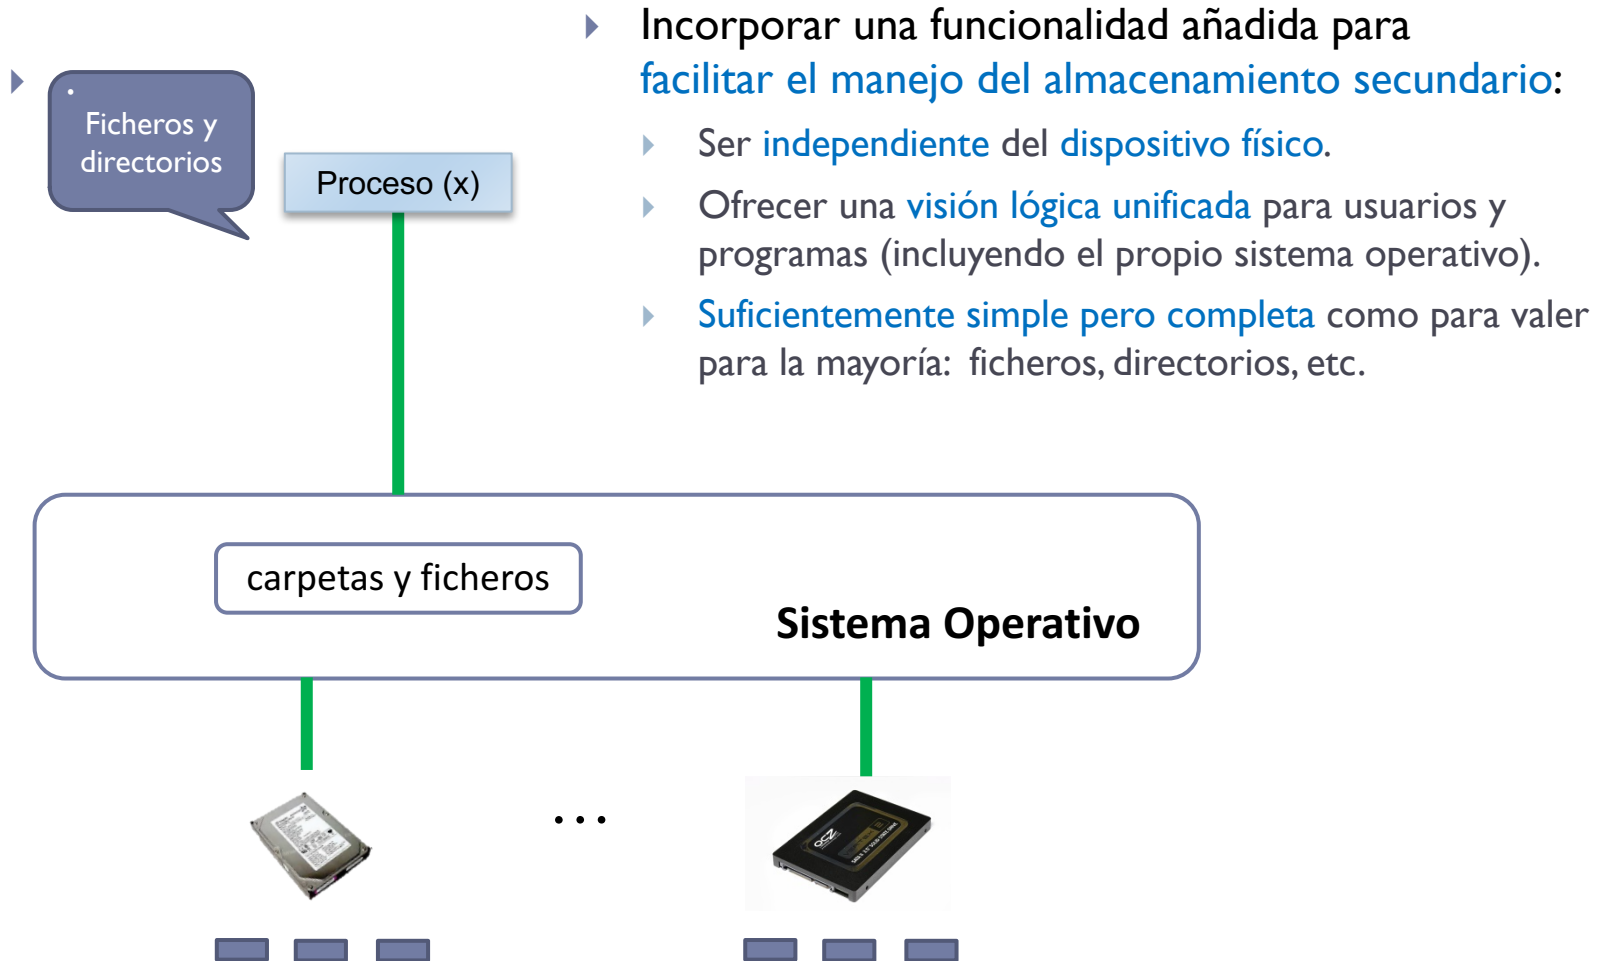 Incorporar una funcionalidad añadida para
facilitar el manejo del almacenamiento secundario:
Ser independiente del dispositivo físico.
Ofrecer una visión lógica unificada para usuarios y
programas (incluyendo el propio sistema operativo).
Suficientemente simple pero completa como para valer
para la mayoría: ficheros, directorios, etc.
Ficheros y
directorios
Proceso (x)
carpetas y ficheros
Sistema Operativo
...
OCZ